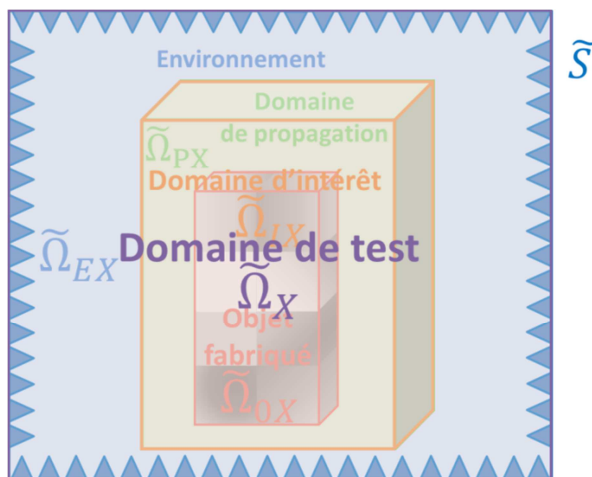 S̃
Environnement
Domaine
de propagation
Ω̃PX
Domaine d'intérêt
Ω̃IX
Ω̃EX
Domaine de test
Ω̃X
Objet
fabriqué
Ω̃0X